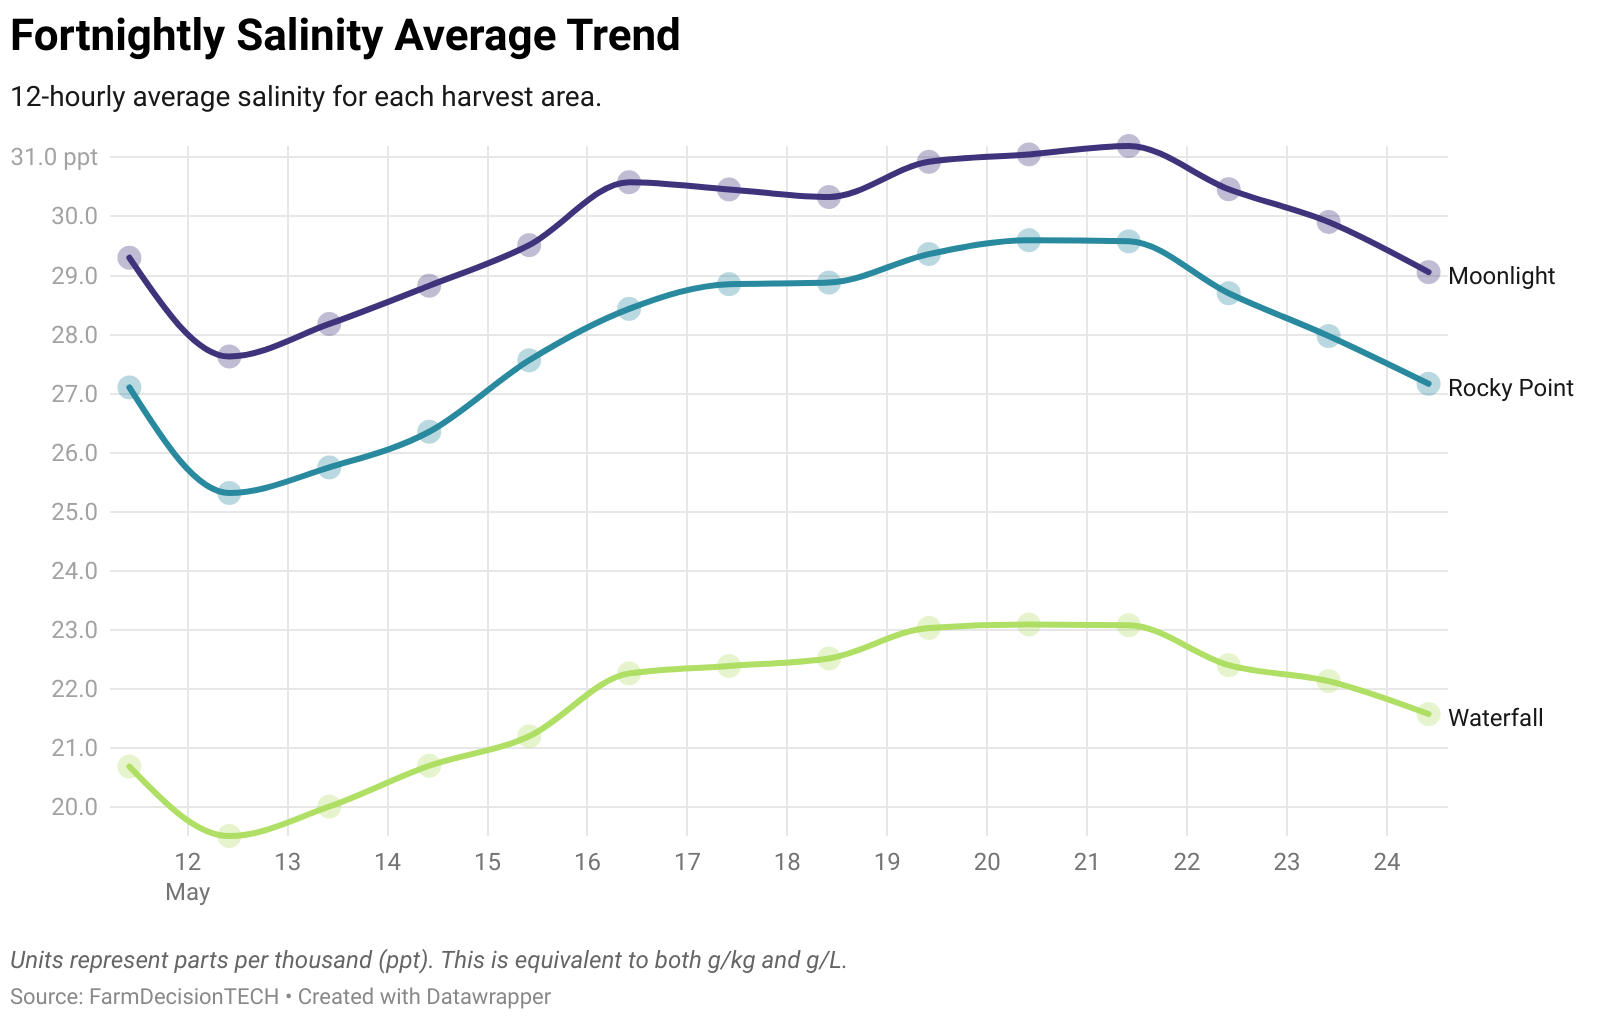 Fortnightly Salinity Average Trend
12-hourly average salinity for each harvest area.
31.0 ppt
30.0
29.0
28.0
27.0
26.0
25.0
24.0
23.0
22.0
21.0
20.0
Moonlight
Rocky Point
Waterfall
12 13 14 15 16 17 18 19 20 21 22 23 24
May
Units represent parts per thousand (ppt). This is equivalent to both g/kg and g/L.
Source: FarmDecisionTECH • Created with Datawrapper